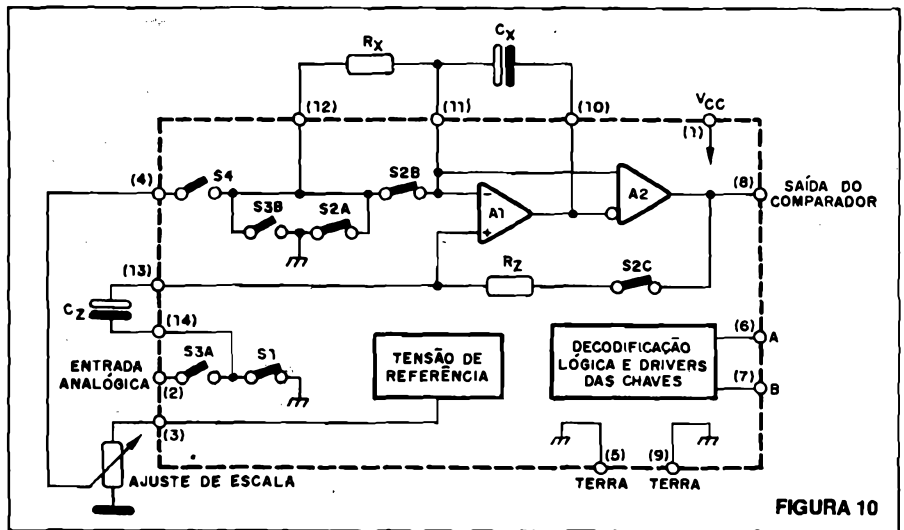 RX
CX
(12)
(11)
(10)
VCC
(1)
(4)
S4
S2B
(8)
SAÍDA DO
COMPARADOR
S3B
S2A
A1
A2
(13)
RZ
S2C
CZ
(14)
(6)
A
ENTRADA
ANALÓGICA
S3A
S1
(2)
TENSÃO DE
REFERÊNCIA
DECODIFICAÇÃO
LÓGICA E DRIVERS
DAS CHAVES
(7)
B
(3)
(5)
(9)
AJUSTE DE ESCALA
TERRA
TERRA
FIGURA 10